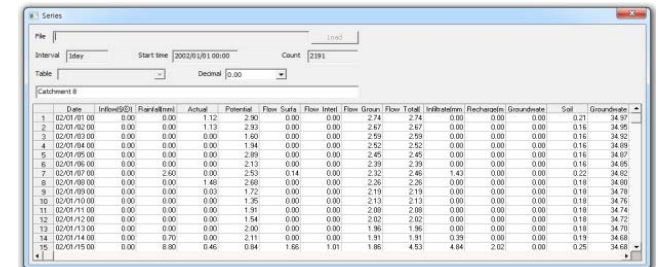 Series
File Load
Interval 1day Start time 2002/01/01 00:00 Count 2191
Table Decimal 0.00
Catchment 8
Date Inflow(S(D) Rainfall(mm) Actual Potential Flow Surfa Flow Inte( Flow Groun Flow Total( Infiltrate(mm Recharge(m Groundwate Soil Groundwate
1 02/01/01 00 0.00 0.00 1.12 2.90 0.00 0.00 2.74 2.74 0.00 0.00 0.00 0.21 34.97
2 02/01/02 00 0.00 0.00 1.13 2.93 0.00 0.00 2.67 2.67 0.00 0.00 0.00 0.16 34.95
3 02/01/03 00 0.00 0.00 0.00 1.60 0.00 0.00 2.59 2.59 0.00 0.00 0.00 0.16 34.92
4 02/01/04 00 0.00 0.00 0.00 1.94 0.00 0.00 2.52 2.52 0.00 0.00 0.00 0.16 34.89
5 02/01/05 00 0.00 0.00 0.00 2.89 0.00 0.00 2.45 2.45 0.00 0.00 0.00 0.16 34.87
6 02/01/06 00 0.00 0.00 0.00 2.13 0.00 0.00 2.39 2.39 0.00 0.00 0.00 0.16 34.85
7 02/01/07 00 0.00 2.60 0.00 2.53 0.14 0.00 2.32 2.46 1.43 0.00 0.00 0.22 34.82
8 02/01/08 00 0.00 0.00 1.48 2.68 0.00 0.00 2.26 2.26 0.00 0.00 0.00 0.18 34.80
9 02/01/09 00 0.00 0.00 0.03 1.72 0.00 0.00 2.19 2.19 0.00 0.00 0.00 0.18 34.78
10 02/01/10 00 0.00 0.00 0.00 1.35 0.00 0.00 2.13 2.13 0.00 0.00 0.00 0.18 34.76
11 02/01/11 00 0.00 0.00 0.00 1.91 0.00 0.00 2.08 2.08 0.00 0.00 0.00 0.18 34.74
12 02/01/12 00 0.00 0.00 0.00 1.54 0.00 0.00 2.02 2.02 0.00 0.00 0.00 0.18 34.72
13 02/01/13 00 0.00 0.00 0.00 2.00 0.00 0.00 1.96 1.96 0.00 0.00 0.00 0.18 34.70
14 02/01/14 00 0.00 0.70 0.00 2.11 0.00 0.00 1.91 1.91 0.39 0.00 0.00 0.19 34.68
15 02/01/15 00 0.00 8.80 0.46 0.84 1.66 1.01 1.86 4.53 4.84 2.02 0.00 0.25 34.68